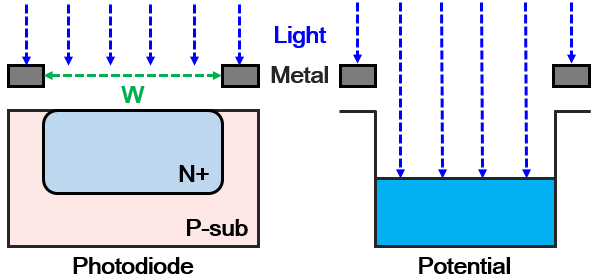 Light
Metal
W
N+
P-sub
Photodiode
Potential